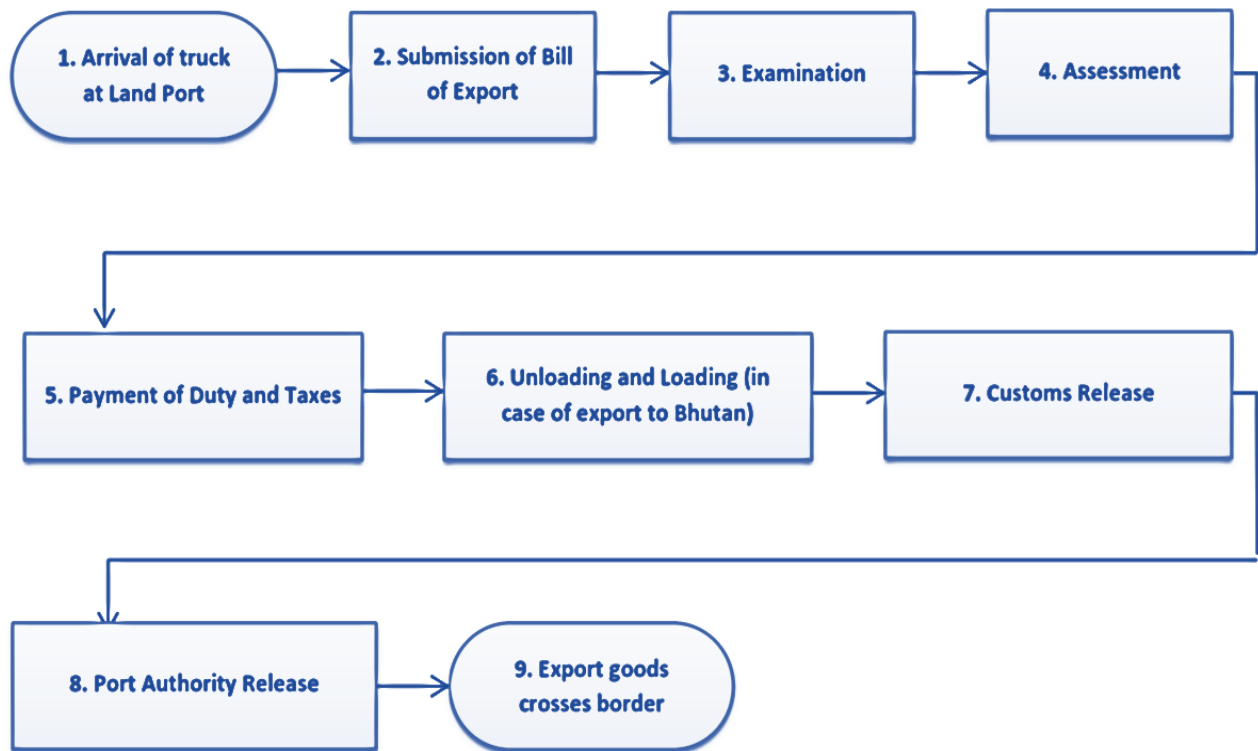 1. Arrival of truck
at Land Port
2. Submission of Bill
of Export
3. Examination
4. Assessment
5. Payment of Duty and Taxes
6. Unloading and Loading (in
case of export to Bhutan)
7. Customs Release
8. Port Authority Release
9. Export goods
crosses border